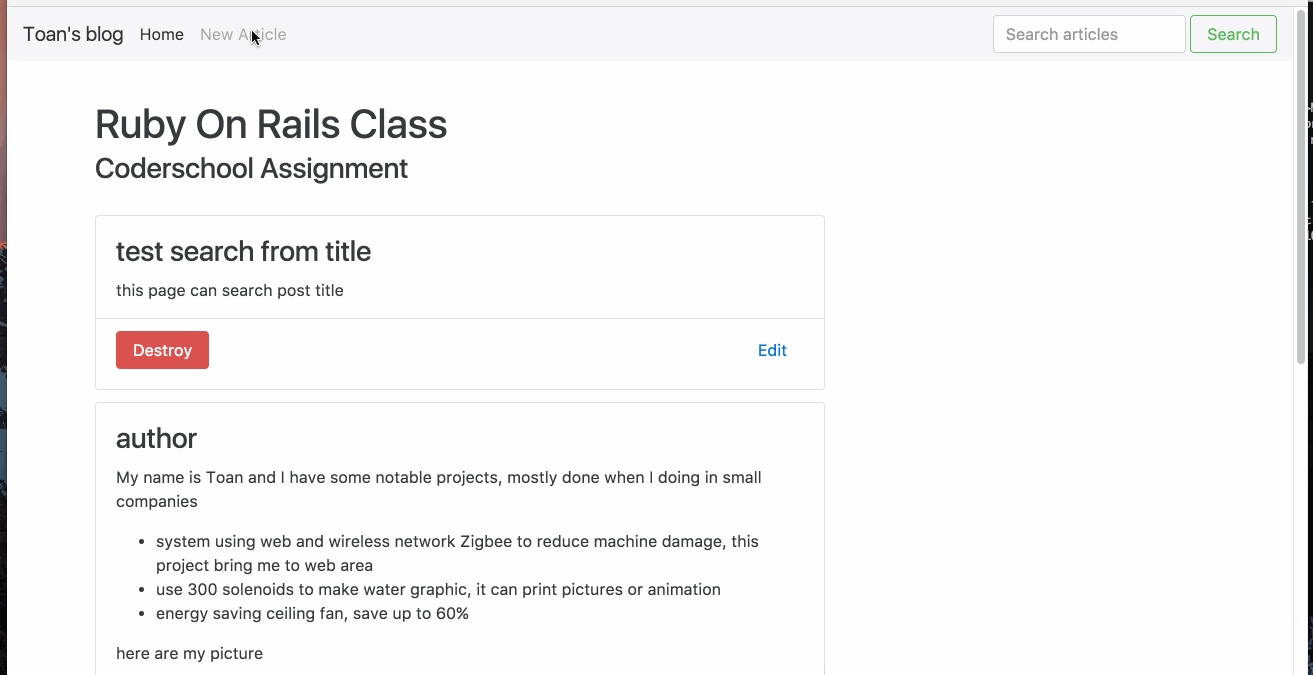 Toan's blog Home New Article Search articles Search
Ruby On Rails Class
Coderschool Assignment
test search from title
this page can search post title
Destroy Edit
author
My name is Toan and I have some notable projects, mostly done when I doing in small
companies
• system using web and wireless network Zigbee to reduce machine damage, this
project bring me to web area
• use 300 solenoids to make water graphic, it can print pictures or animation
• energy saving ceiling fan, save up to 60%
here are my picture